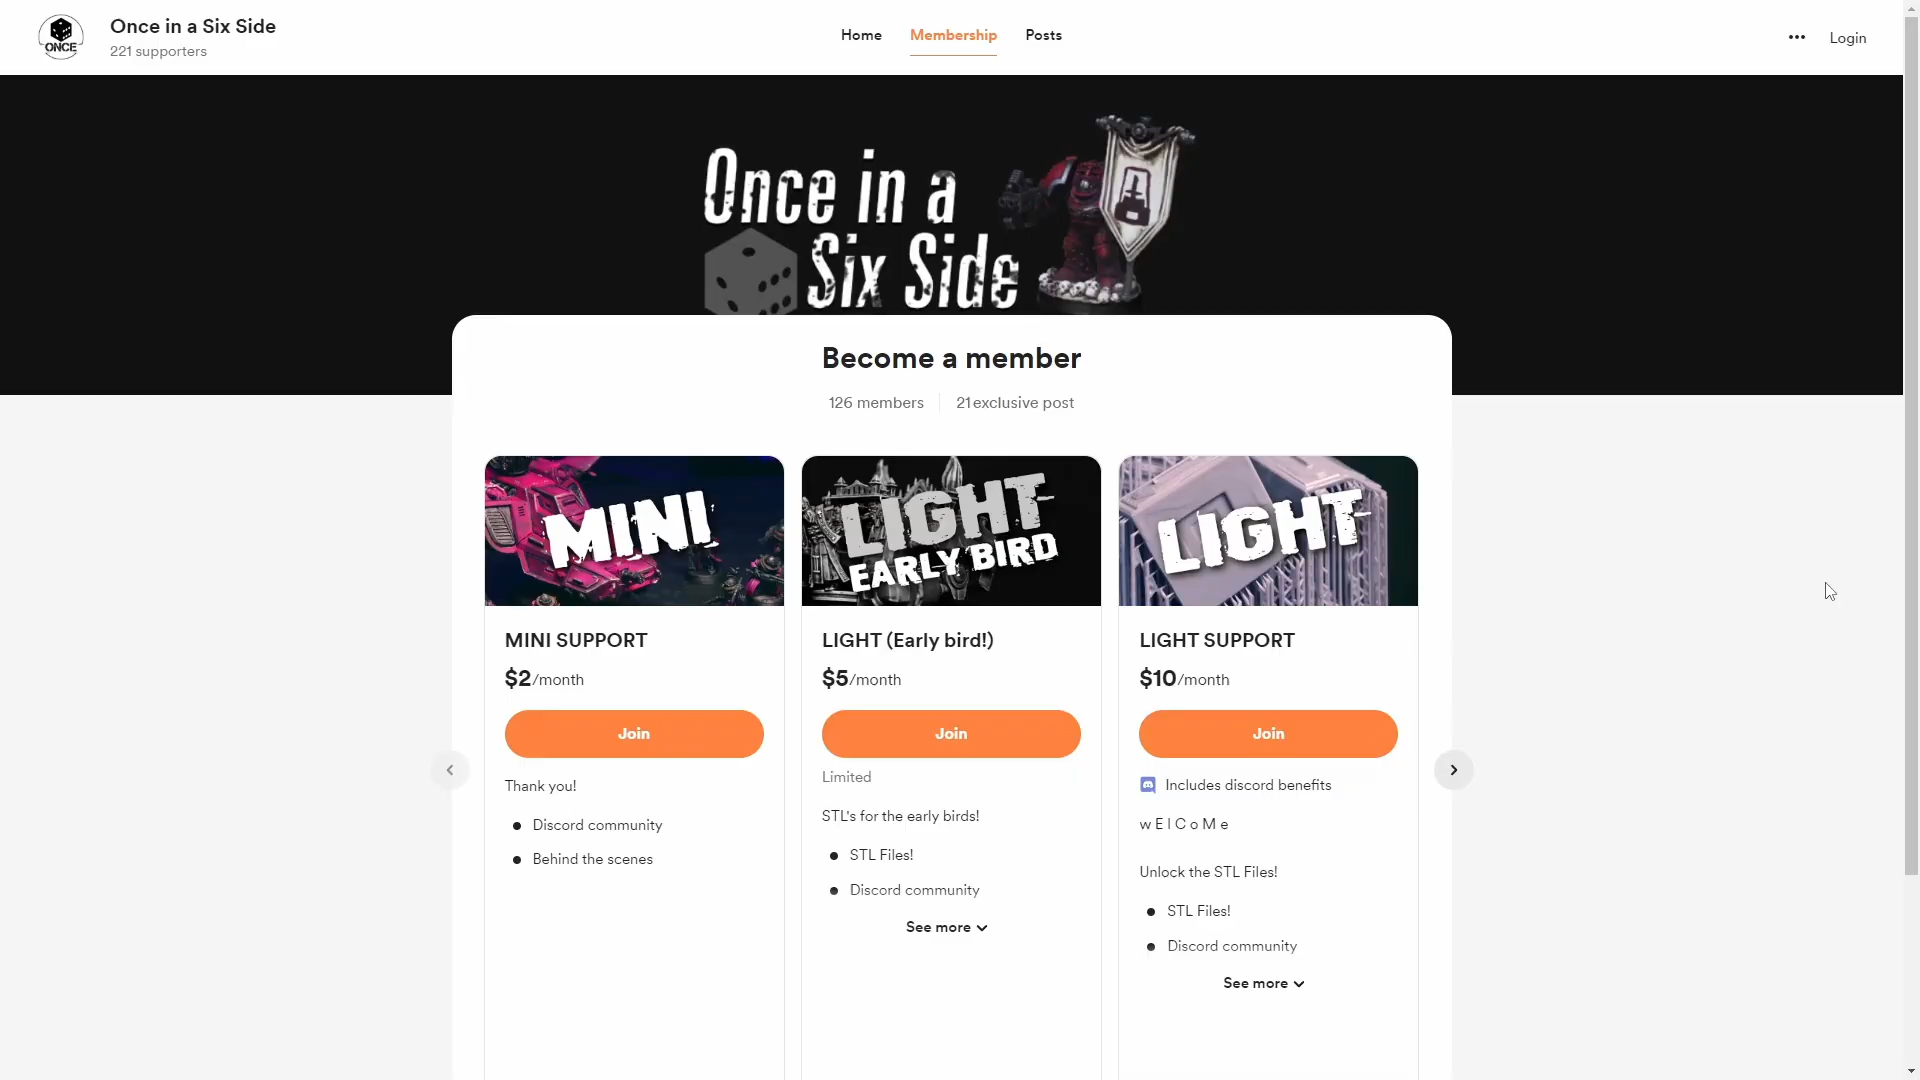 ONCE
Once in a Six Side
221 supporters
Home
Membership
Posts
•••
Login
Once in a
Six Side
Become a member
126 members
21 exclusive post
MINI
MINI SUPPORT
$2/month
Join
Thank you!
Discord community
Behind the scenes
LIGHT
EARLY BIRD
LIGHT (Early bird!)
$5/month
Join
Limited
STL's for the early birds!
STL Files!
Discord community
See more
LIGHT
LIGHT SUPPORT
$10/month
Join
Includes discord benefits
w E l C o M e
Unlock the STL Files!
STL Files!
Discord community
See more